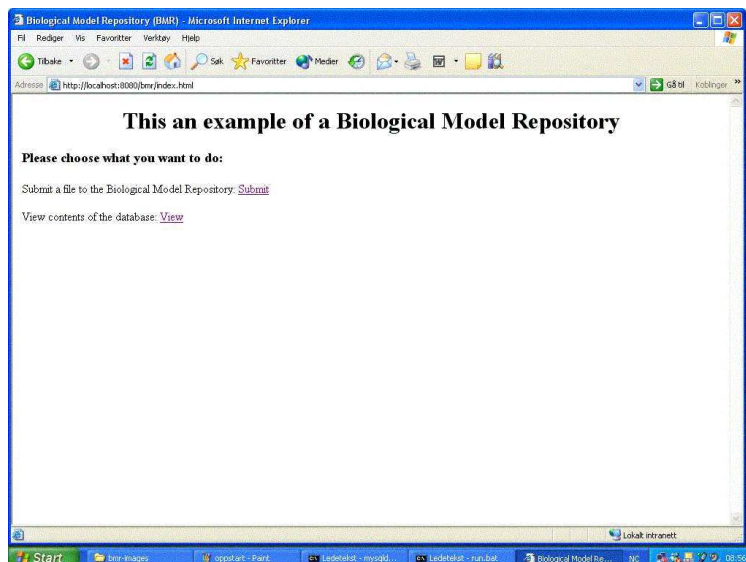 Biological Model Repository (BMR) - Microsoft Internet Explorer
Fil Rediger Vis Favoritter Verktøy Hjelp
Tilbake Søk Favoritter Medier
Adresse http://localhost:8080/bmr/index.html Gå til Koblinger »
This an example of a Biological Model Repository
Please choose what you want to do:
Submit a file to the Biological Model Repository: Submit
View contents of the database: View
Lokalt intranett
Start bmr-images oppstart - Paint Ledetekst - mysqld... Ledetekst - run.bat Biological Model Re... NC 08:56